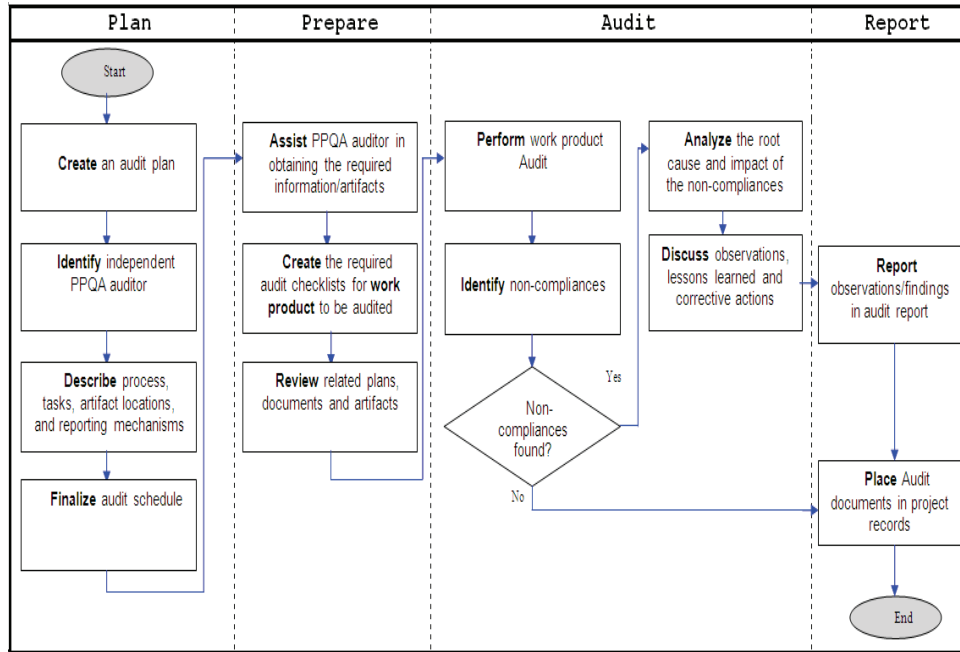 Plan
Prepare
Audit
Report
Start
Create an audit plan
Identify independent
PPQA auditor
Describe process,
tasks, artifact locations,
and reporting mechanisms
Finalize audit schedule
Assist PPQA auditor in
obtaining the required
information/artifacts
Create the required
audit checklists for work
product to be audited
Review related plans,
documents and artifacts
Perform work product
Audit
Identify non-compliances
Non-
compliances
found?
Yes
No
Analyze the root
cause and impact of
the non-compliances
Discuss observations,
lessons learned and
corrective actions
Report
observations/findings
in audit report
Place Audit
documents in project
records
End